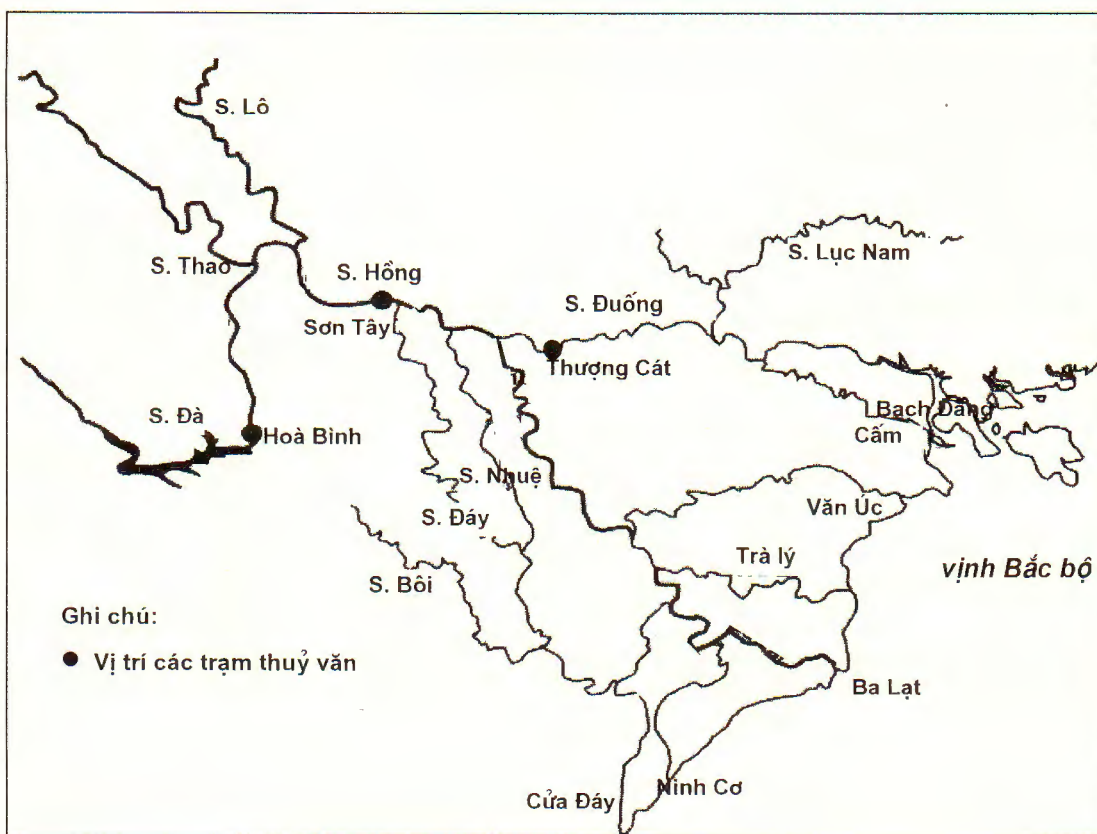 S. Lô
S. Lục Nam
S. Thao
S. Hồng
S. Đuống
Sơn Tây
Thượng Cát
Bạch Đằng
S. Đà
Hoà Bình
Cấm
S. Nhuệ
Văn Úc
S. Đáy
Trà lý
vịnh Bắc bộ
S. Bôi
Ghi chú:
Vị trí các trạm thuỷ văn
Ba Lạt
Ninh Cơ
Cửa Đáy